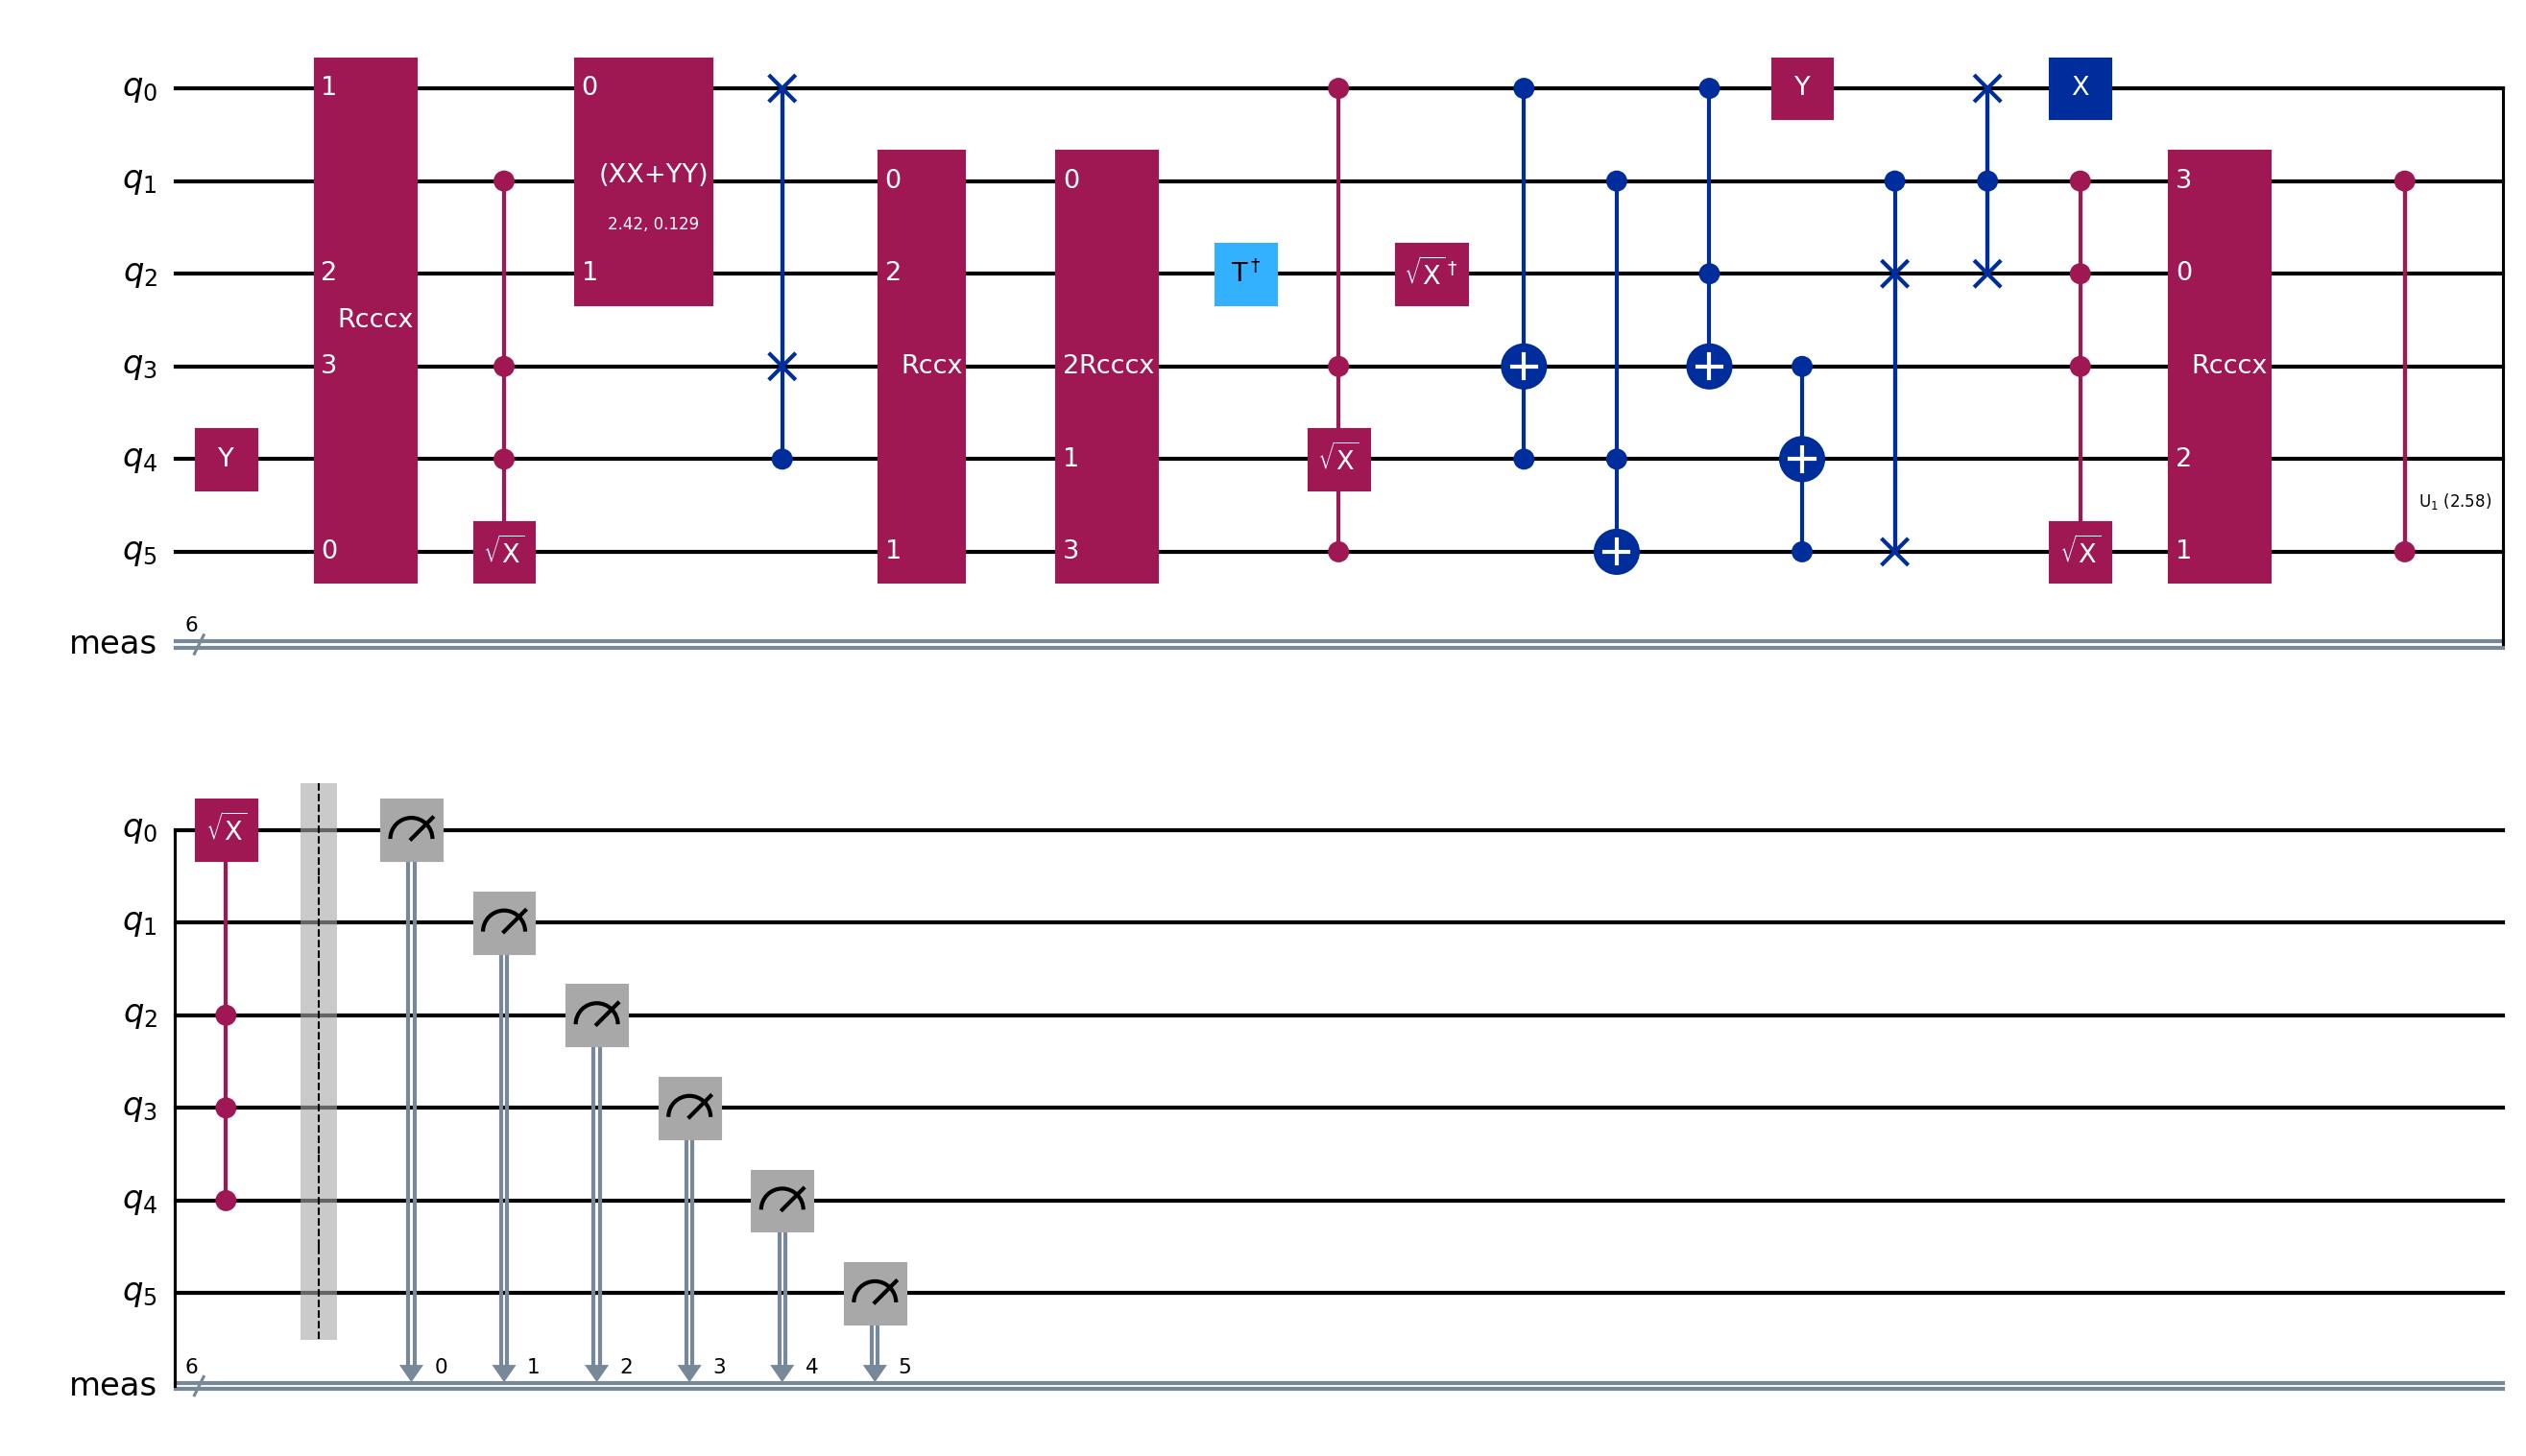 q0 1 0 Y X
q1 0 0 3
(XX+YY)
2.42, 0.129
q2 2 1 2 T† √X† 0
Rcccx
q3 3 Rccx 2Rcccx Rcccx
q4 Y 1 √X 2
U1 (2.58)
q5 0 √X 1 3 √X 1
6
meas
q0 √X
q1
q2
q3
q4
q5
6 0 1 2 3 4 5
meas